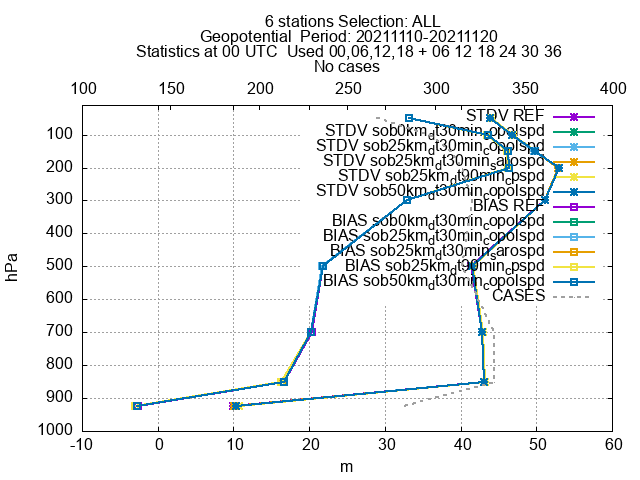 6 stations Selection: ALL
Geopotential  Period: 20211110-20211120
Statistics at 00 UTC  Used 00,06,12,18 + 06 12 18 24 30 36
No cases
100 150 200 250 300 350 400
STDV REF
STDV sob0km_dt30min_copolspd
STDV sob25km_dt30min_copolspd
STDV sob25km_dt30min_sarospd
STDV sob25km_dt90min_cpspd
STDV sob50km_dt30min_copolspd
BIAS REF
BIAS sob0km_dt30min_copolspd
BIAS sob25km_dt30min_copolspd
BIAS sob25km_dt30min_sarospd
BIAS sob25km_dt90min_cpspd
BIAS sob50km_dt30min_copolspd
CASES
100
200
300
400
500
600
700
800
900
1000
hPa
-10 0 10 20 30 40 50 60
m